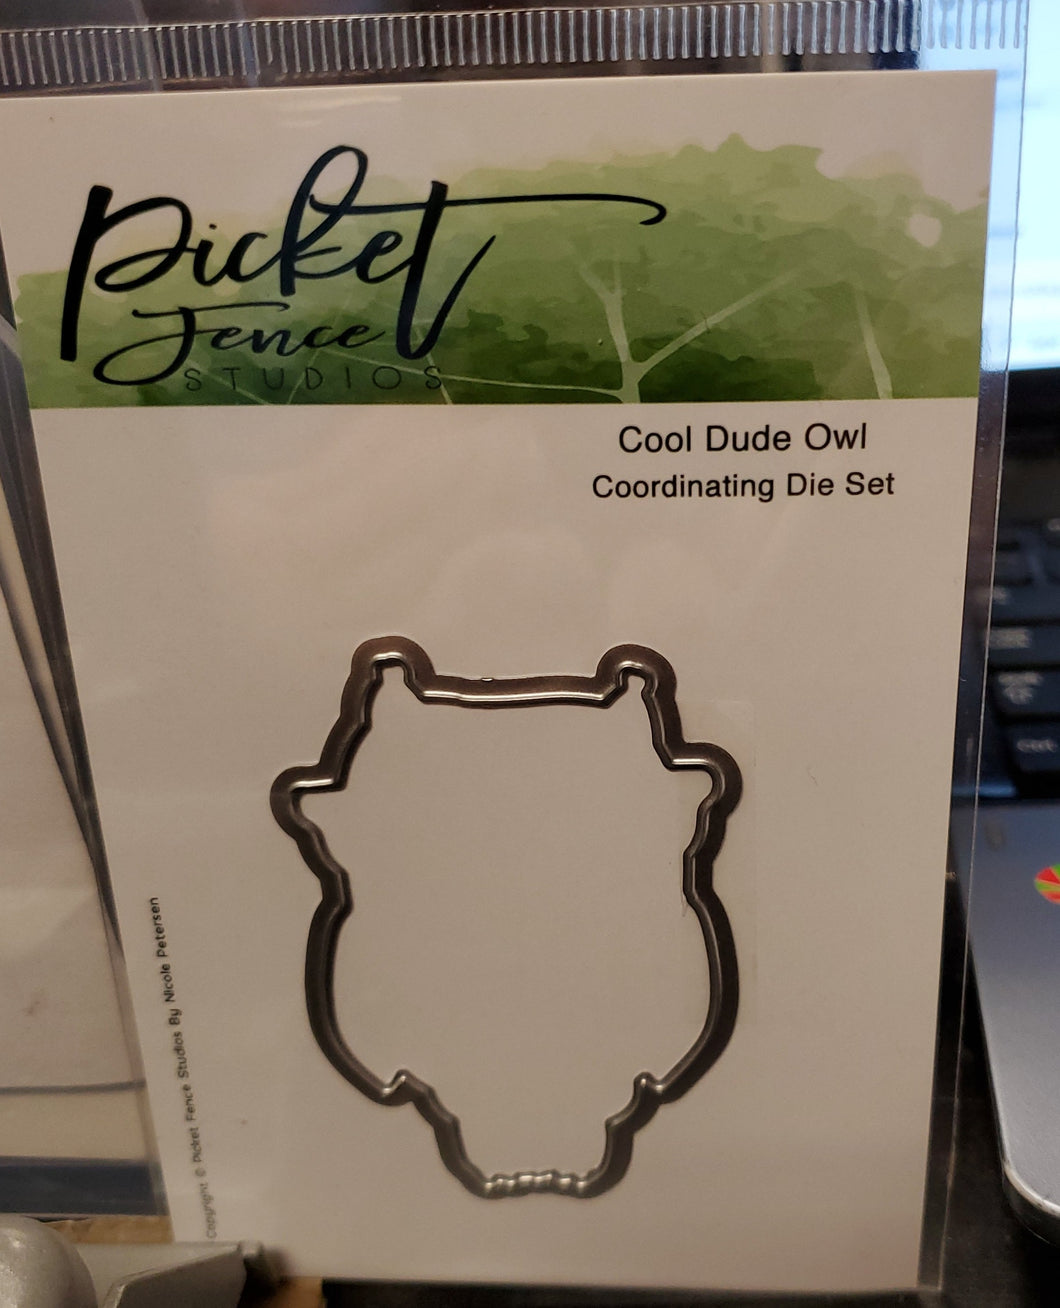 Picket
Fence
STUDIOS
Cool Dude Owl
Coordinating Die Set
Copyright © Picket Fence Studios By Nicole Petersen